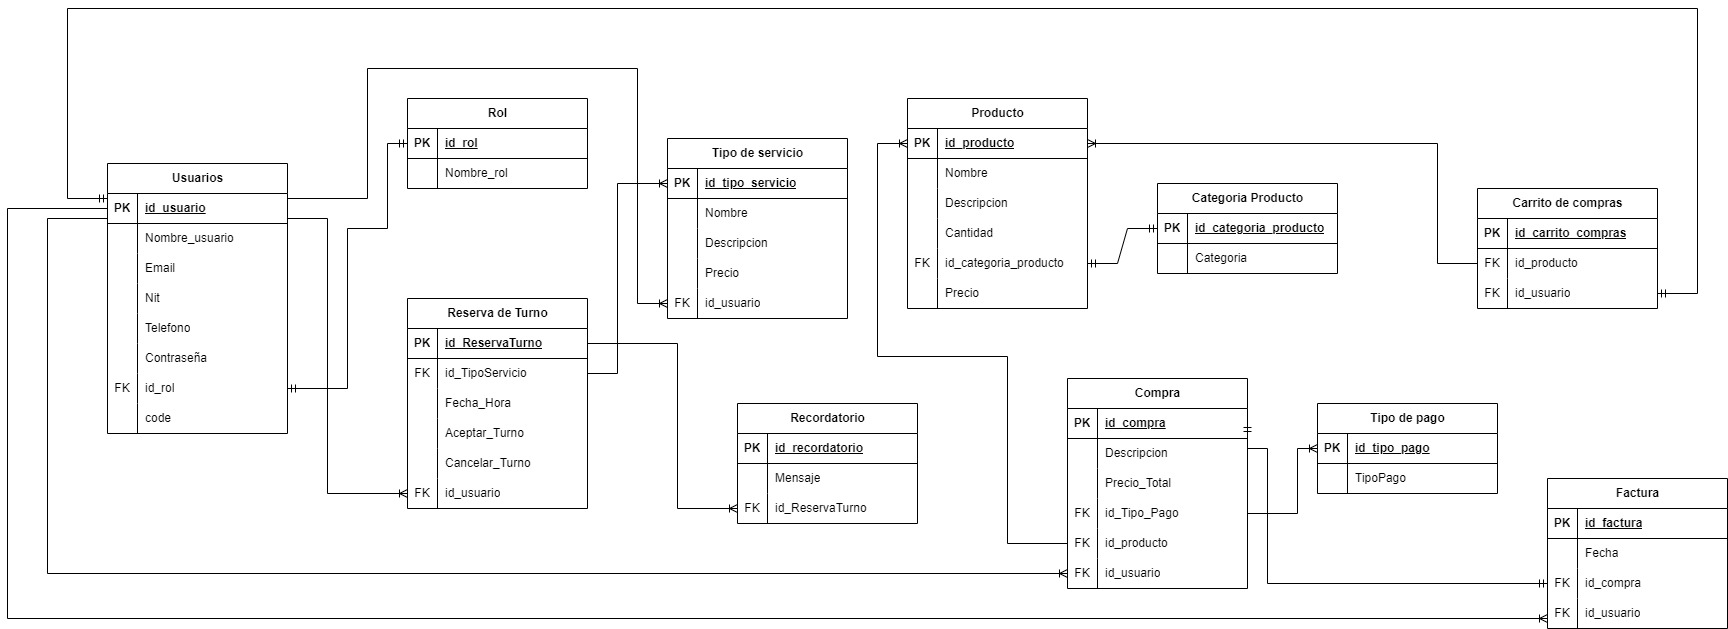 Usuarios
PK id_usuario
Nombre_usuario
Email
Nit
Telefono
Contraseña
FK id_rol
code
Rol
PK id_rol
Nombre_rol
Reserva de Turno
PK id_ReservaTurno
FK id_TipoServicio
Fecha_Hora
Aceptar_Turno
Cancelar_Turno
FK id_usuario
Tipo de servicio
PK id_tipo_servicio
Nombre
Descripcion
Precio
FK id_usuario
Recordatorio
PK id_recordatorio
Mensaje
FK id_ReservaTurno
Producto
PK id_producto
Nombre
Descripcion
Cantidad
FK id_categoria_producto
Precio
Categoria Producto
PK id_categoria_producto
Categoria
Carrito de compras
PK id_carrito_compras
FK id_producto
FK id_usuario
Compra
PK id_compra
Descripcion
Precio_Total
FK id_Tipo_Pago
FK id_producto
FK id_usuario
Tipo de pago
PK id_tipo_pago
TipoPago
Factura
PK id_factura
Fecha
FK id_compra
FK id_usuario